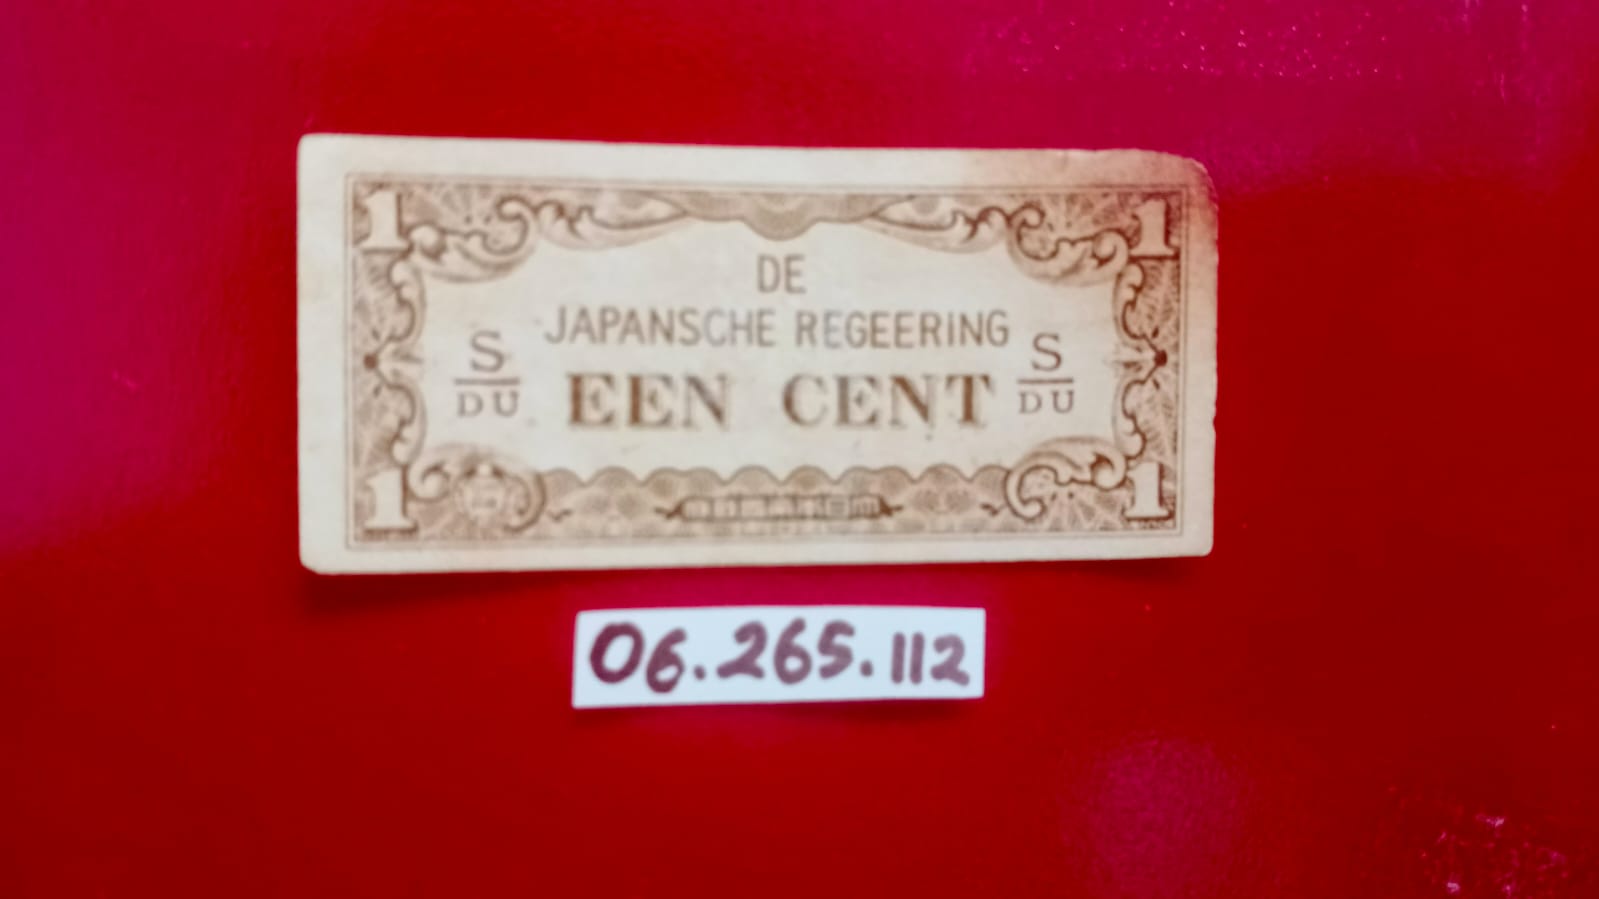 1 1
DE
JAPANSCHE REGEERING
S S
DU EEN CENT DU
1 1
06.265.112